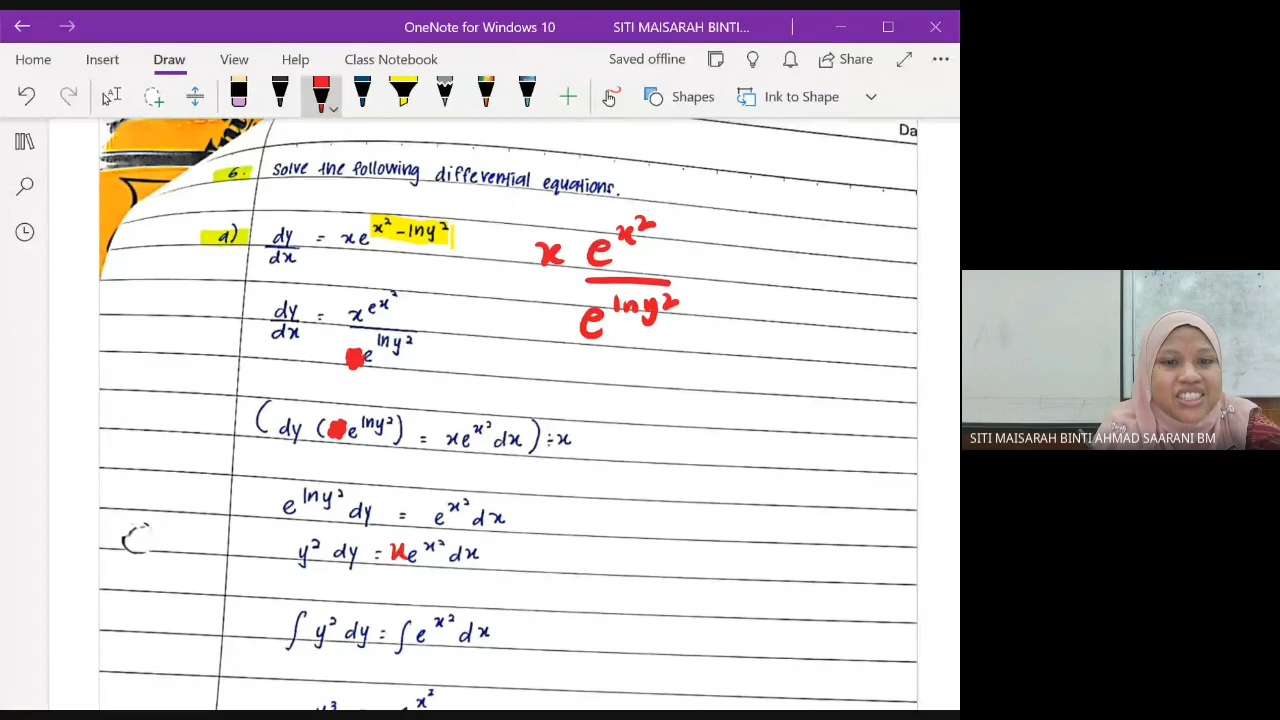 OneNote for Windows 10 SITI MAISARAH BINTI...
Home Insert Draw View Help Class Notebook Saved offline Share
Shapes Ink to Shape
Da
6. Solve the following differential equations.
a) dy/dx = xe^(x² - lny²)
x e^(x²) / e^(lny²)
dy/dx = xe^(x²) / e^(lny²)
(dy (e^(lny²)) = xe^(x²) dx) ÷ x
e^(lny²) dy = e^(x²) dx
y² dy = xe^(x²) dx
∫ y² dy = ∫ e^(x²) dx
SITI MAISARAH BINTI AHMAD SAARANI BM